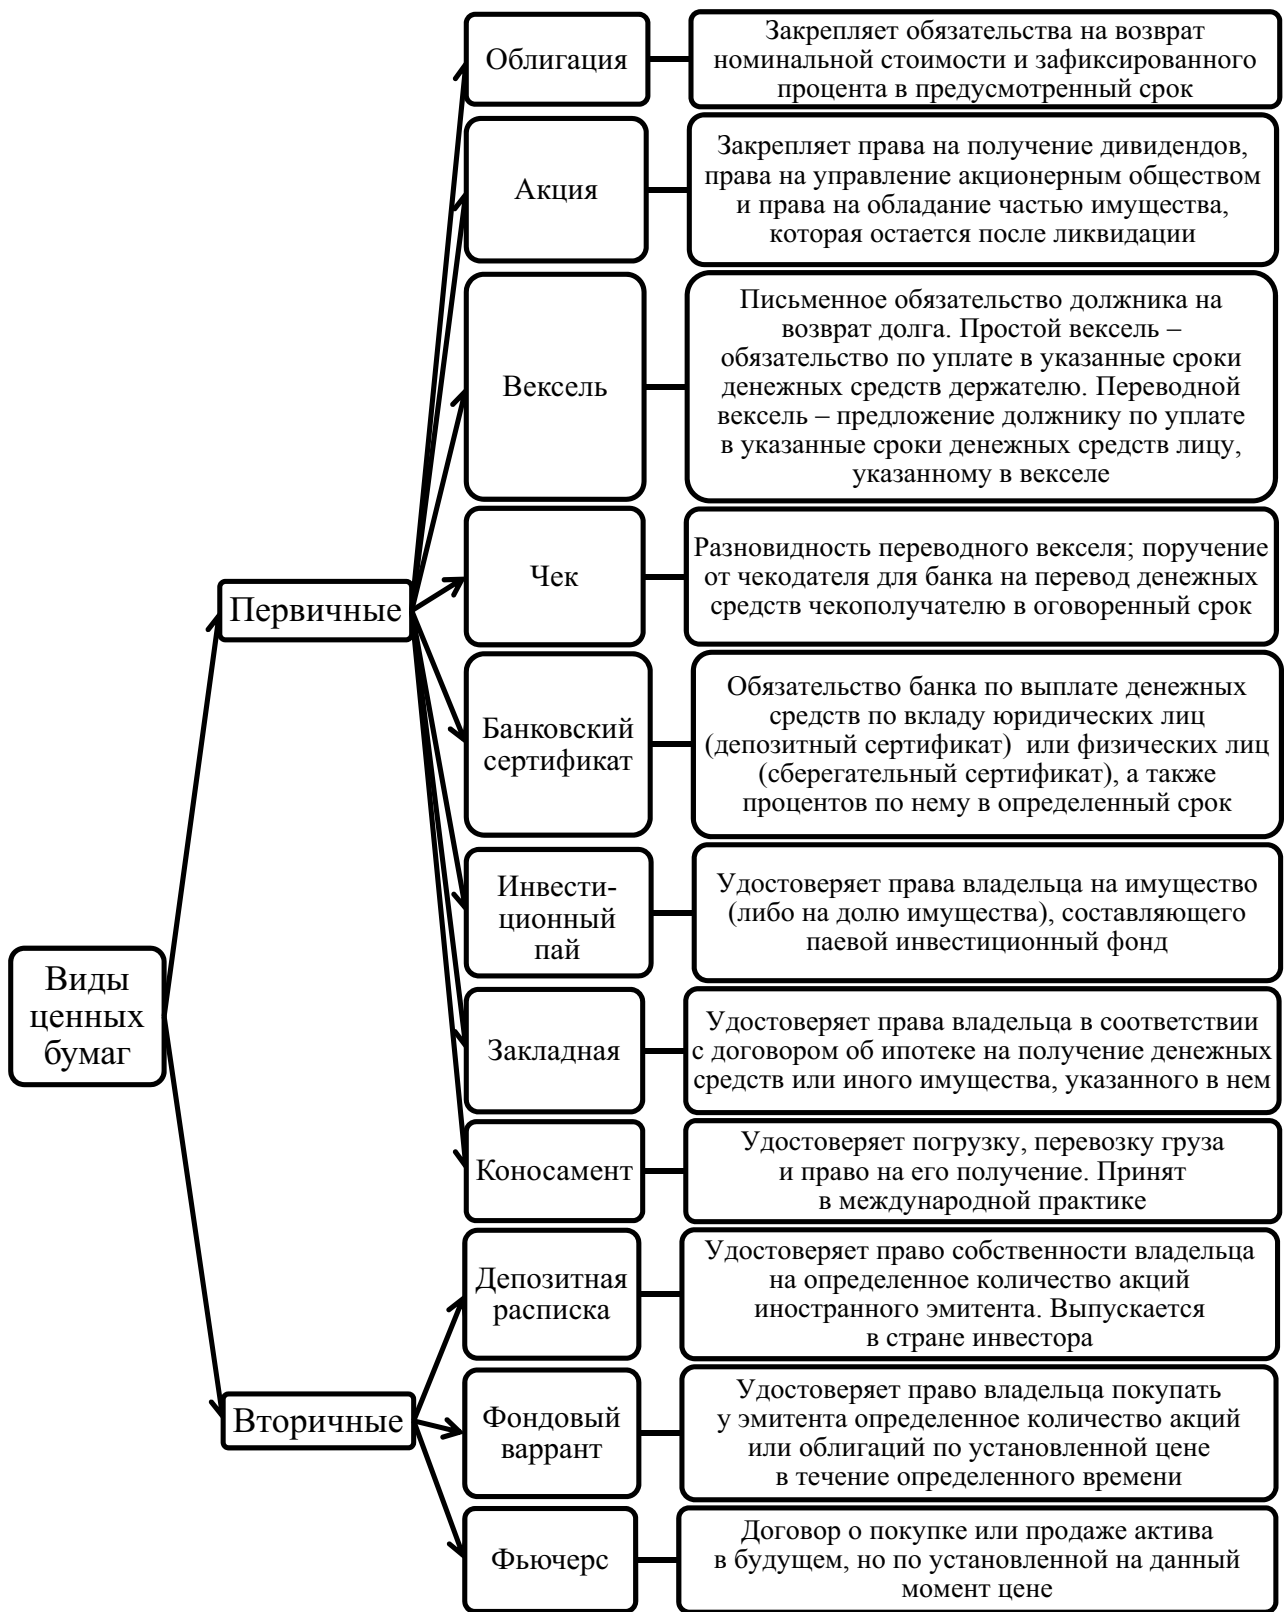 Виды
ценных
бумаг
Первичные
Облигация
Закрепляет обязательства на возврат
номинальной стоимости и зафиксированного
процента в предусмотренный срок
Акция
Закрепляет права на получение дивидендов,
права на управление акционерным обществом
и права на обладание частью имущества,
которая остается после ликвидации
Вексель
Письменное обязательство должника на
возврат долга. Простой вексель –
обязательство по уплате в указанные сроки
денежных средств держателю. Переводной
вексель – предложение должнику по уплате
в указанные сроки денежных средств лицу,
указанному в векселе
Чек
Разновидность переводного векселя; поручение
от чекодателя для банка на перевод денежных
средств чекополучателю в оговоренный срок
Банковский
сертификат
Обязательство банка по выплате денежных
средств по вкладу юридических лиц
(депозитный сертификат) или физических лиц
(сберегательный сертификат), а также
процентов по нему в определенный срок
Инвести-
ционный
пай
Удостоверяет права владельца на имущество
(либо на долю имущества), составляющего
паевой инвестиционный фонд
Закладная
Удостоверяет права владельца в соответствии
с договором об ипотеке на получение денежных
средств или иного имущества, указанного в нем
Коносамент
Удостоверяет погрузку, перевозку груза
и право на его получение. Принят
в международной практике
Вторичные
Депозитная
расписка
Удостоверяет право собственности владельца
на определенное количество акций
иностранного эмитента. Выпускается
в стране инвестора
Фондовый
варрант
Удостоверяет право владельца покупать
у эмитента определенное количество акций
или облигаций по установленной цене
в течение определенного времени
Фьючерс
Договор о покупке или продаже актива
в будущем, но по установленной на данный
момент цене